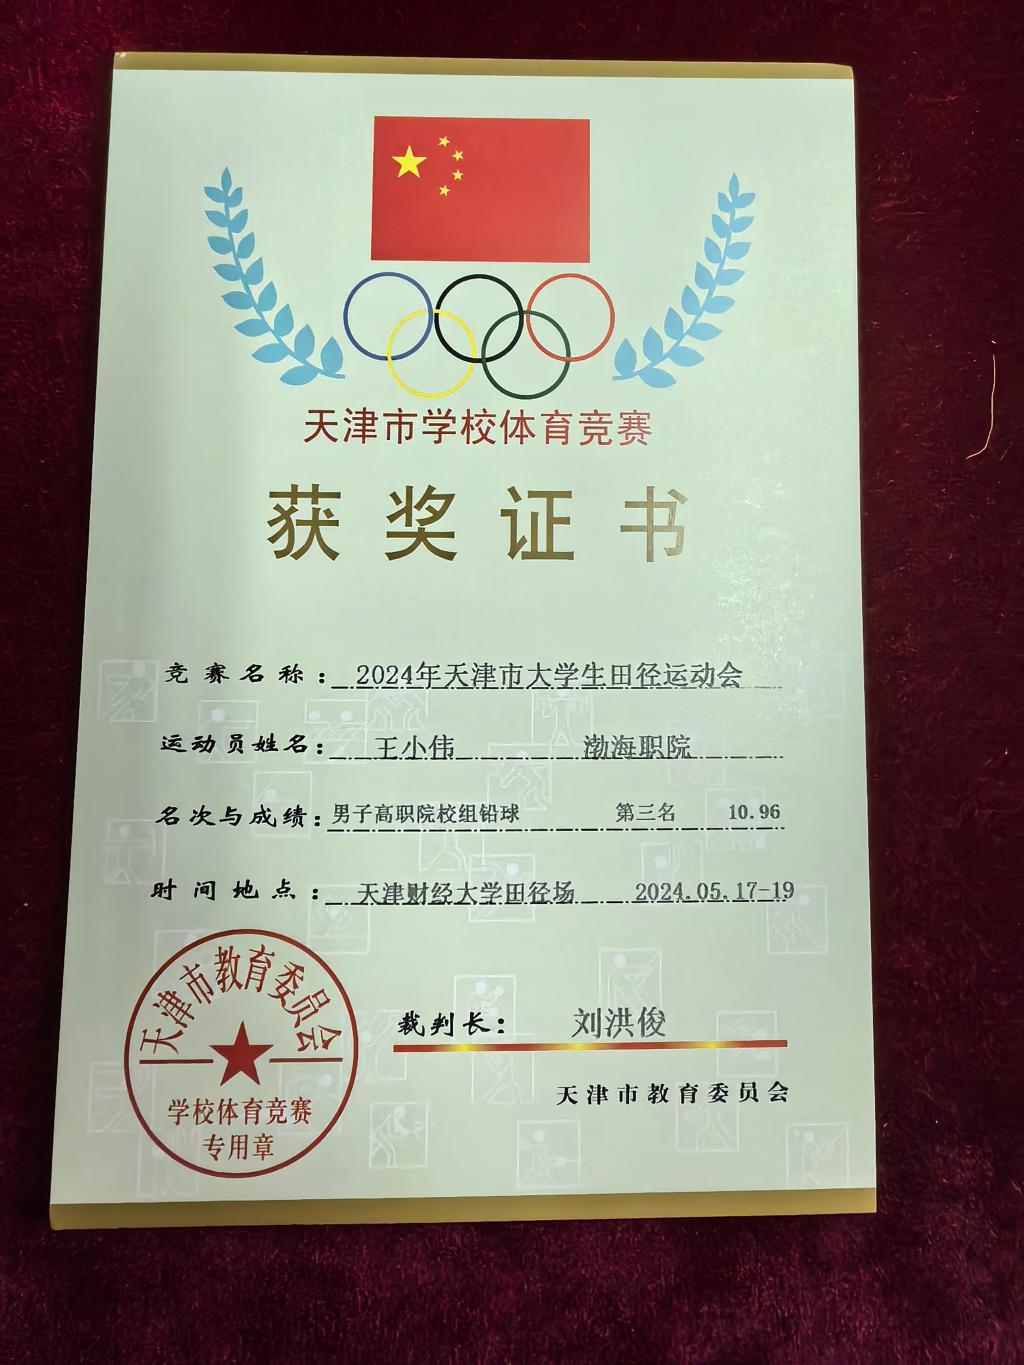 天津市学校体育竞赛
获奖证书
竞赛名称：2024年天津市大学生田径运动会
运动员姓名：王小伟 渤海职院
名次与成绩：男子高职院校组铅球 第三名 10.96
时间地点：天津财经大学田径场 2024.05.17-19
天津市教育委员会
学校体育竞赛
专用章
裁判长：刘洪俊
天津市教育委员会